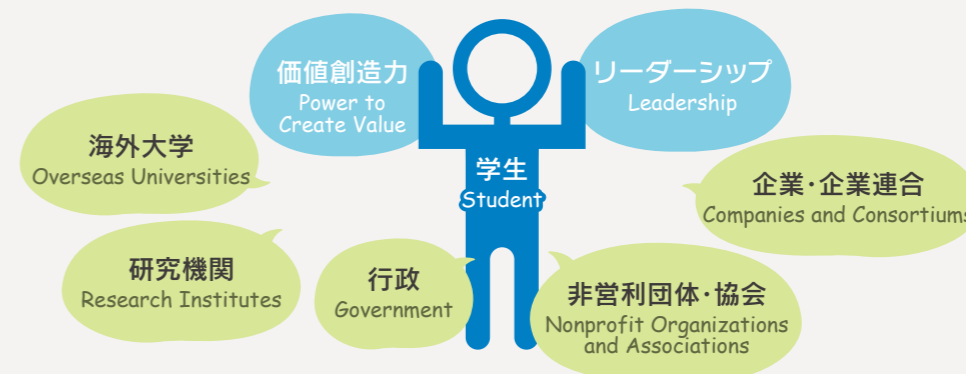 価値創造力
Power to
Create Value
リーダーシップ
Leadership
海外大学
Overseas Universities
学生
Student
企業・企業連合
Companies and Consortiums
研究機関
Research Institutes
行政
Government
非営利団体・協会
Nonprofit Organizations
and Associations